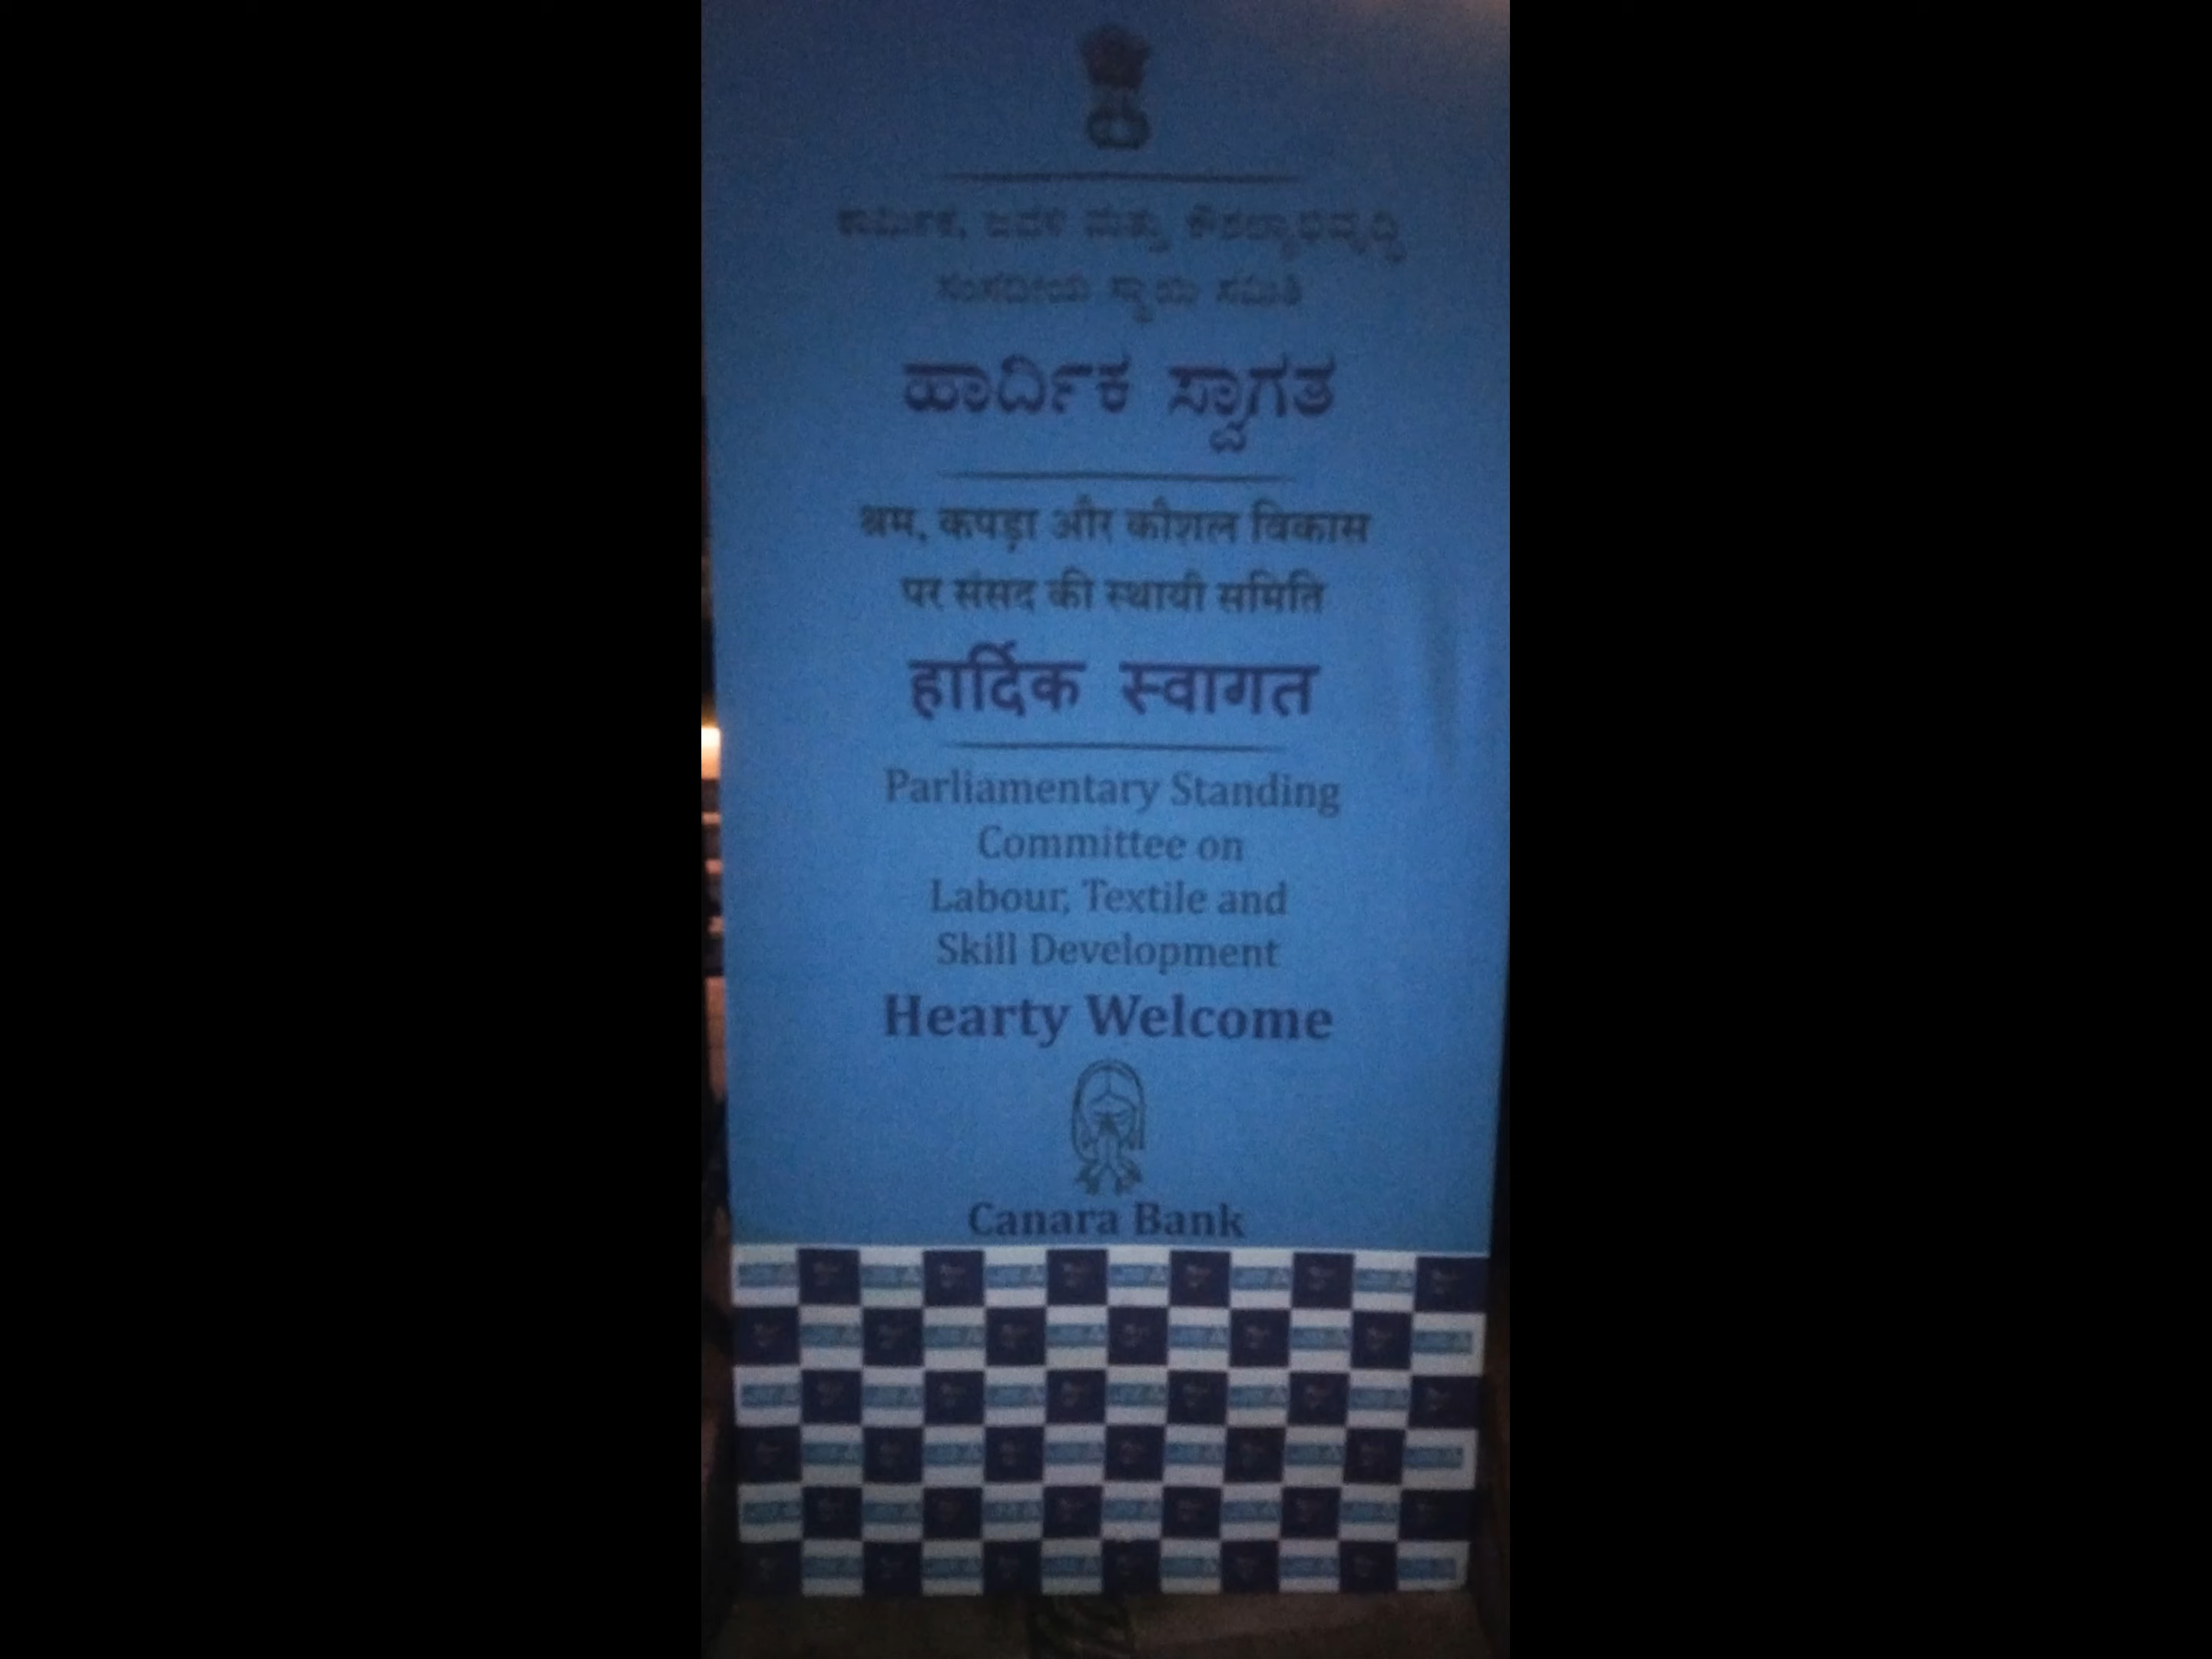 ಕಾರ್ಮಿಕ, ಜವಳಿ ಮತ್ತು ಕೌಶಲ್ಯಾಭಿವೃದ್ಧಿ
ಸಂಸದೀಯ ಸ್ಥಾಯಿ ಸಮಿತಿ
ಹಾರ್ದಿಕ ಸ್ವಾಗತ
श्रम, कपड़ा और कौशल विकास
पर संसद की स्थायी समिति
हार्दिक स्वागत
Parliamentary Standing
Committee on
Labour, Textile and
Skill Development
Hearty Welcome
Canara Bank